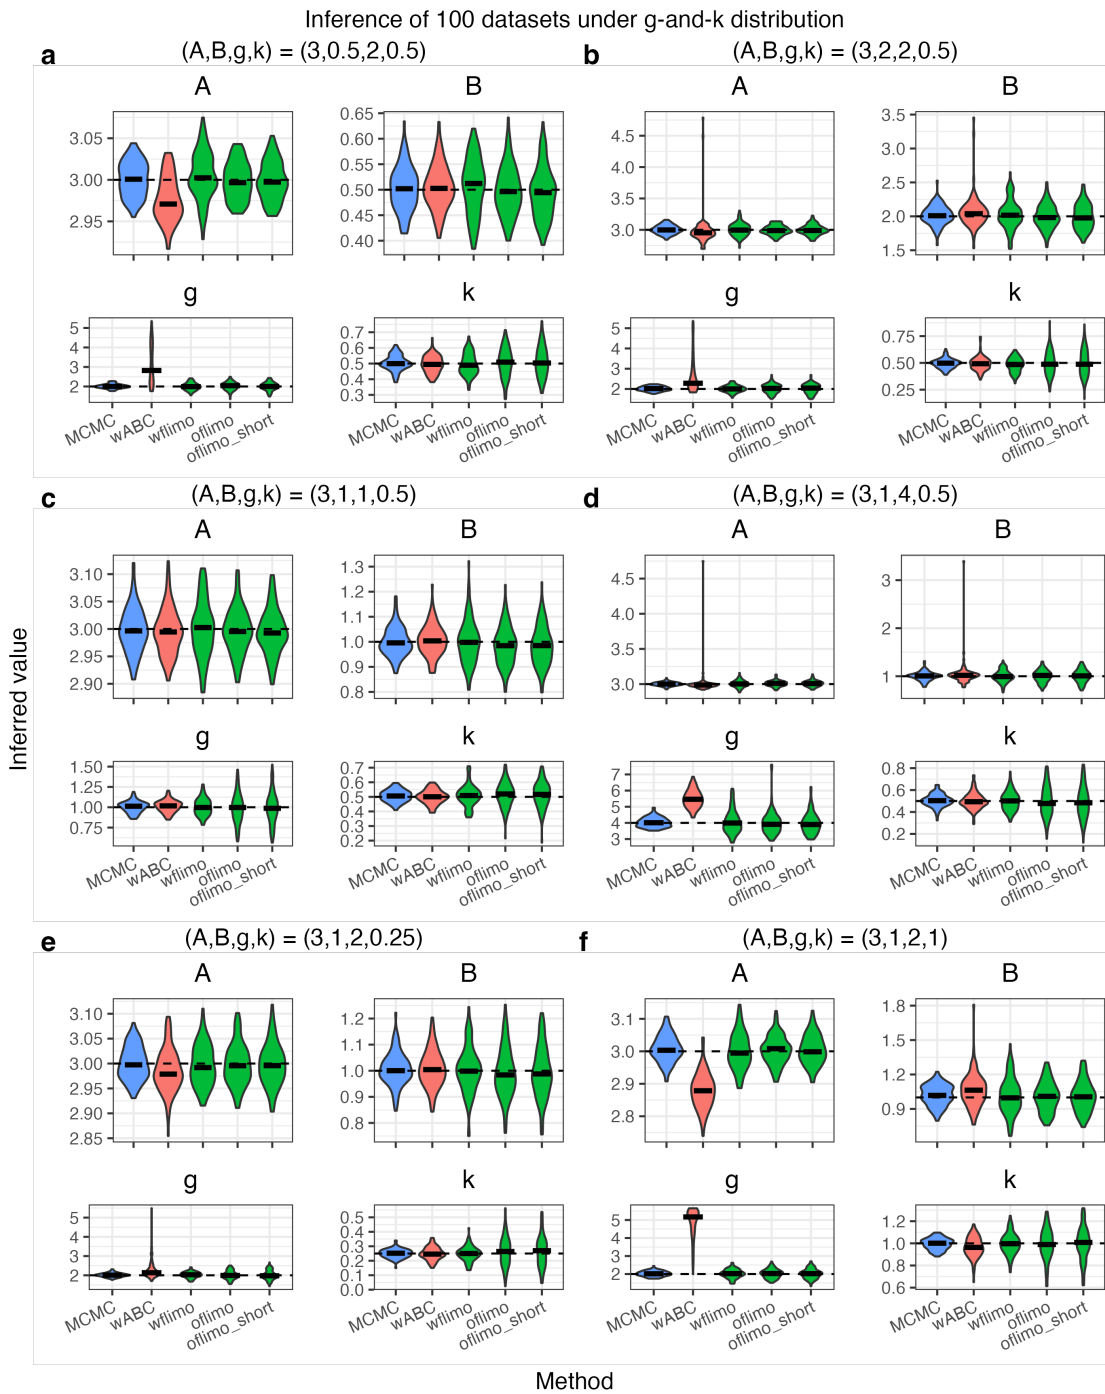 Inference of 100 datasets under g-and-k distribution
a (A,B,g,k) = (3,0.5,2,0.5)
b (A,B,g,k) = (3,2,2,0.5)
A
B
A
B
3.05
3.00
2.95
0.65
0.60
0.55
0.50
0.45
0.40
4.5
4.0
3.5
3.0
3.5
3.0
2.5
2.0
1.5
g
k
g
k
5
4
3
2
0.7
0.6
0.5
0.4
0.3
5
4
3
2
0.75
0.50
0.25
MCMC
wABC
wflimo
oflimo
oflimo_short
MCMC
wABC
wflimo
oflimo
oflimo_short
MCMC
wABC
wflimo
oflimo
oflimo_short
MCMC
wABC
wflimo
oflimo
oflimo_short
c (A,B,g,k) = (3,1,1,0.5)
d (A,B,g,k) = (3,1,4,0.5)
A
B
A
B
3.10
3.05
3.00
2.95
2.90
1.3
1.2
1.1
1.0
0.9
0.8
4.5
4.0
3.5
3.0
3
2
1
g
k
g
k
1.50
1.25
1.00
0.75
0.7
0.6
0.5
0.4
0.3
0.2
7
6
5
4
3
0.8
0.6
0.4
0.2
MCMC
wABC
wflimo
oflimo
oflimo_short
MCMC
wABC
wflimo
oflimo
oflimo_short
MCMC
wABC
wflimo
oflimo
oflimo_short
MCMC
wABC
wflimo
oflimo
oflimo_short
e (A,B,g,k) = (3,1,2,0.25)
f (A,B,g,k) = (3,1,2,1)
A
B
A
B
3.10
3.05
3.00
2.95
2.90
2.85
1.2
1.1
1.0
0.9
0.8
3.1
3.0
2.9
2.8
1.8
1.5
1.2
0.9
g
k
g
k
5
4
3
2
0.5
0.4
0.3
0.2
0.1
0.0
5
4
3
2
1.2
1.0
0.8
0.6
MCMC
wABC
wflimo
oflimo
oflimo_short
MCMC
wABC
wflimo
oflimo
oflimo_short
MCMC
wABC
wflimo
oflimo
oflimo_short
MCMC
wABC
wflimo
oflimo
oflimo_short
Inferred value
Method